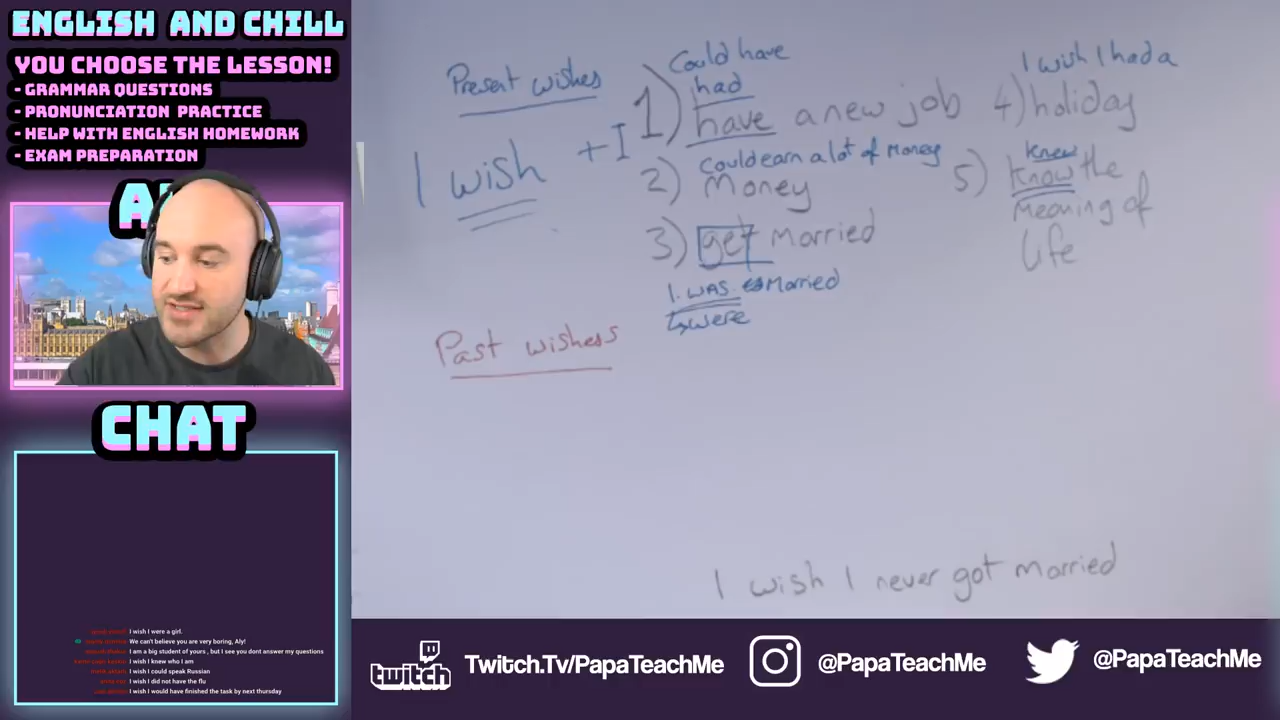 ENGLISH AND CHILL
YOU CHOOSE THE LESSON!
- GRAMMAR QUESTIONS
- PRONUNCIATION PRACTICE
- HELP WITH ENGLISH HOMEWORK
- EXAM PREPARATION
CHAT
I wish I were a girl.
We can't believe you are very boring, Aly!
I am a big student of yours , but I see you dont answer my questions
I wish I knew who I am
I wish I could speak Russian
I wish I did not have the flu
I wish I would have finished the task by next thursday
Present wishes
I wish + I
Could have
had
1) have a new job
Could earn a lot of money
2) Money
3) get married
I was married
were
I wish I had a
4) holiday
knew
5) know the
meaning of
life
Past wishess
I wish I never got married
twitch
Twitch.Tv/PapaTeachMe
@PapaTeachMe
@PapaTeachMe